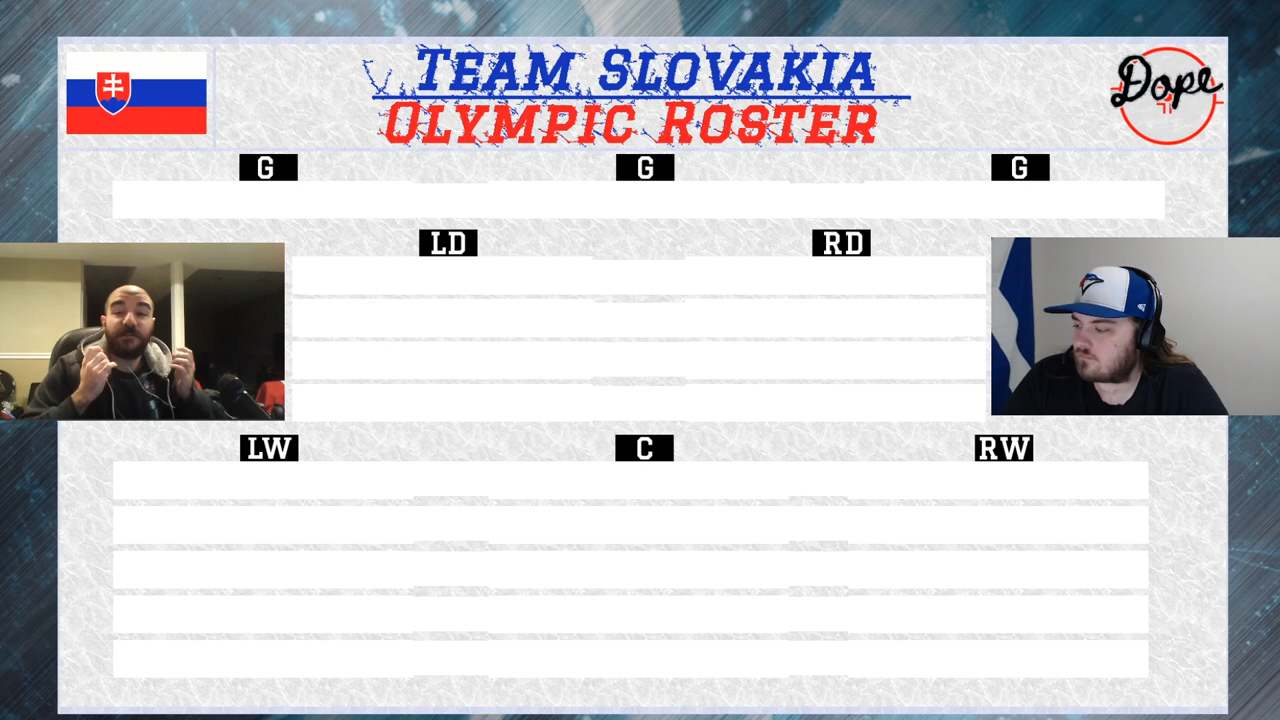 TEAM SLOVAKIA
OLYMPIC ROSTER
Dope
G G G
LD RD
LW C RW